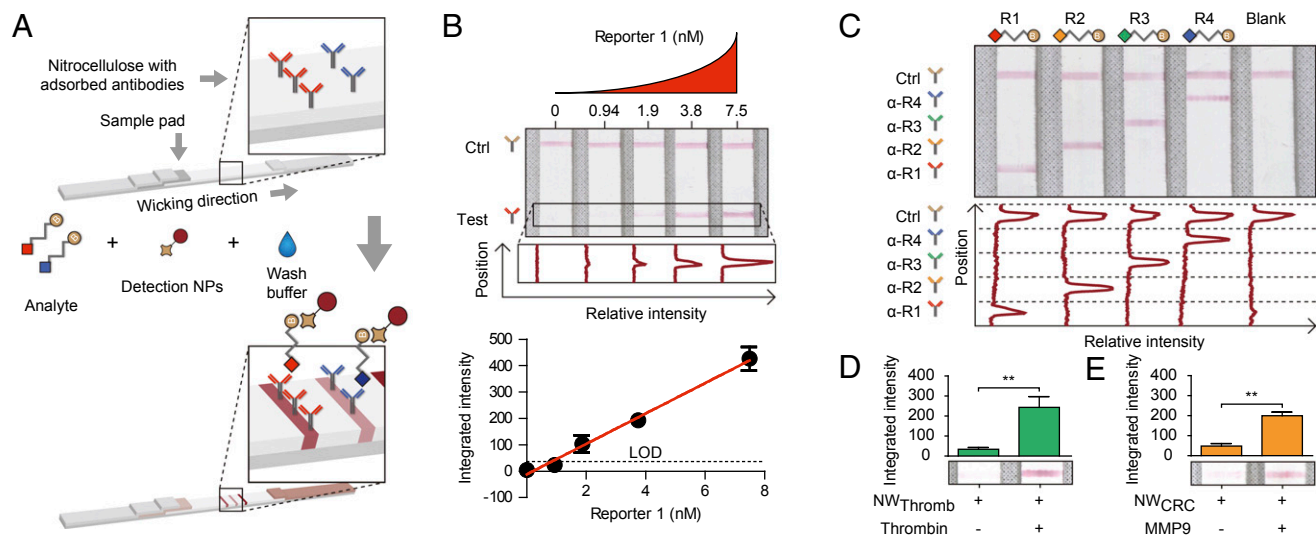 A
Nitrocellulose with
adsorbed antibodies
Sample pad
Wicking direction
B
B
+
+
Analyte
Detection NPs
Wash
buffer
B
B
B
Reporter 1 (nM)
0 0.94 1.9 3.8 7.5
Ctrl
Test
Position
Relative intensity
Integrated intensity
500
400
300
200
100
0
-100
LOD
2 4 6 8
Reporter 1 (nM)
C
R1 R2 R3 R4 Blank
B B B B
Ctrl
α-R4
α-R3
α-R2
α-R1
Ctrl
α-R4
α-R3
α-R2
α-R1
Position
Relative intensity
D
Integrated intensity
400
300
200
100
0
**
NWThromb + +
Thrombin - +
E
Integrated intensity
400
300
200
100
0
**
NWCRC + +
MMP9 - +